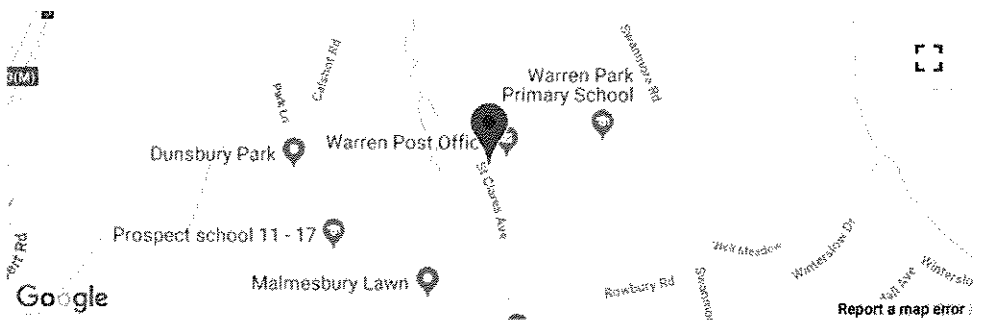 Swanmore Rd
Calshot Rd
(M)
Warren Park
Primary School
Park Ln
Warren Post Offic
Dunsbury Park
St Clares Ave
Prospect school 11 - 17
Well Meadow
Winterslow Dr
Malmesbury Lawn
Rowbury Rd
Google
Report a map error